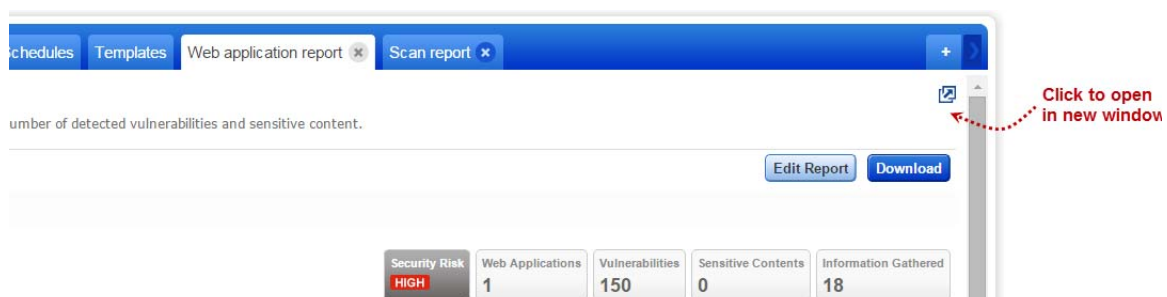 Schedules Templates Web application report Scan report +
Click to open
in new window
umber of detected vulnerabilities and sensitive content.
Edit Report Download
Security Risk Web Applications Vulnerabilities Sensitive Contents Information Gathered
HIGH 1 150 0 18